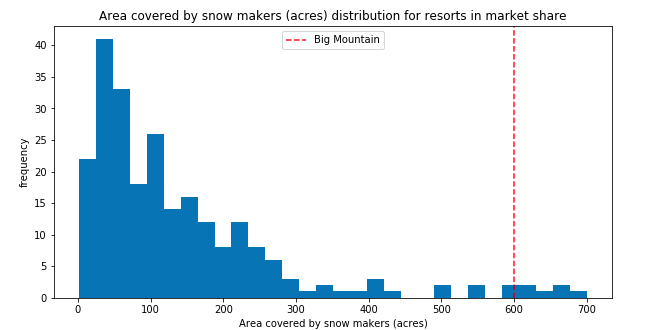 Area covered by snow makers (acres) distribution for resorts in market share
Big Mountain
frequency
40
35
30
25
20
15
10
5
0
0 100 200 300 400 500 600 700
Area covered by snow makers (acres)